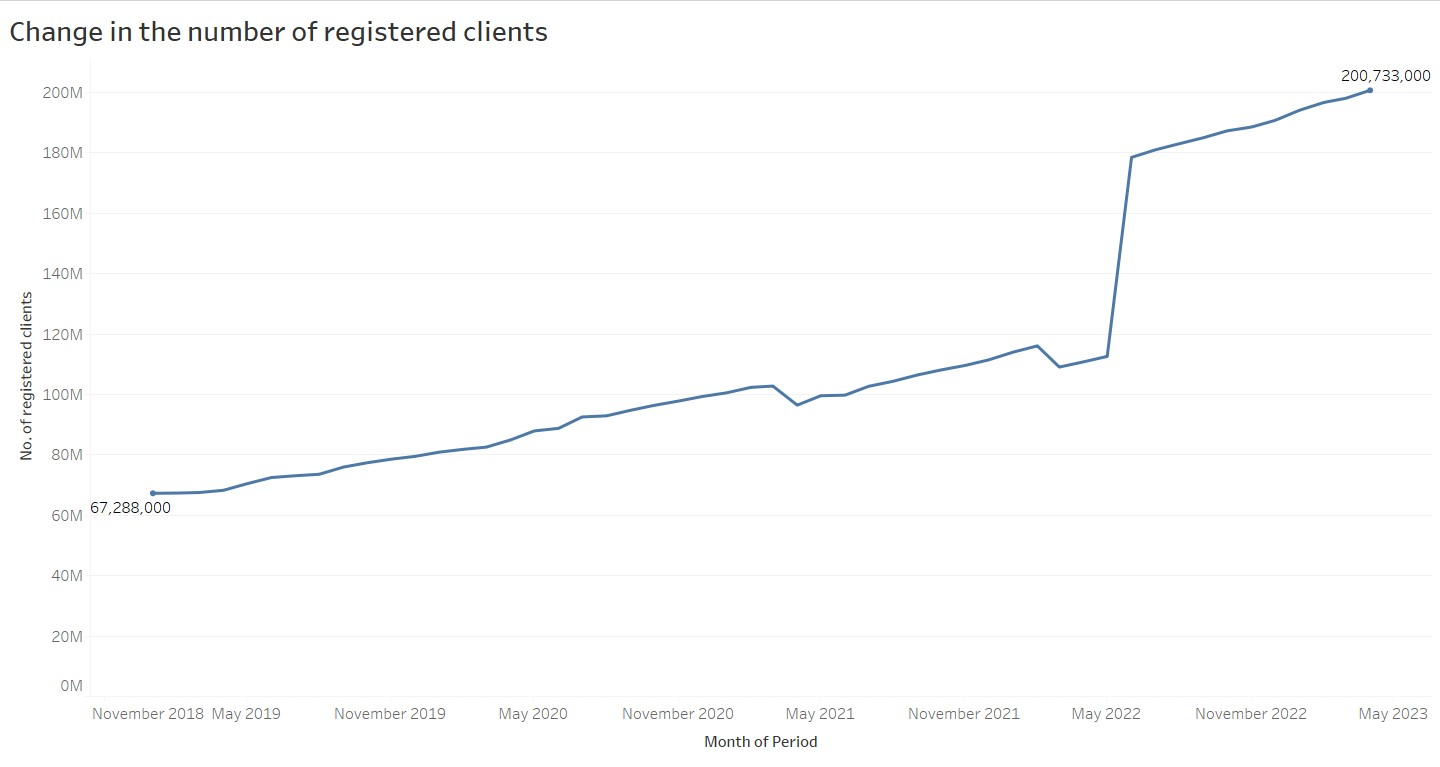 Change in the number of registered clients
200,733,000
200M
180M
160M
140M
120M
100M
80M
60M
40M
20M
0M
No. of registered clients
67,288,000
November 2018 May 2019 November 2019 May 2020 November 2020 May 2021 November 2021 May 2022 November 2022 May 2023
Month of Period